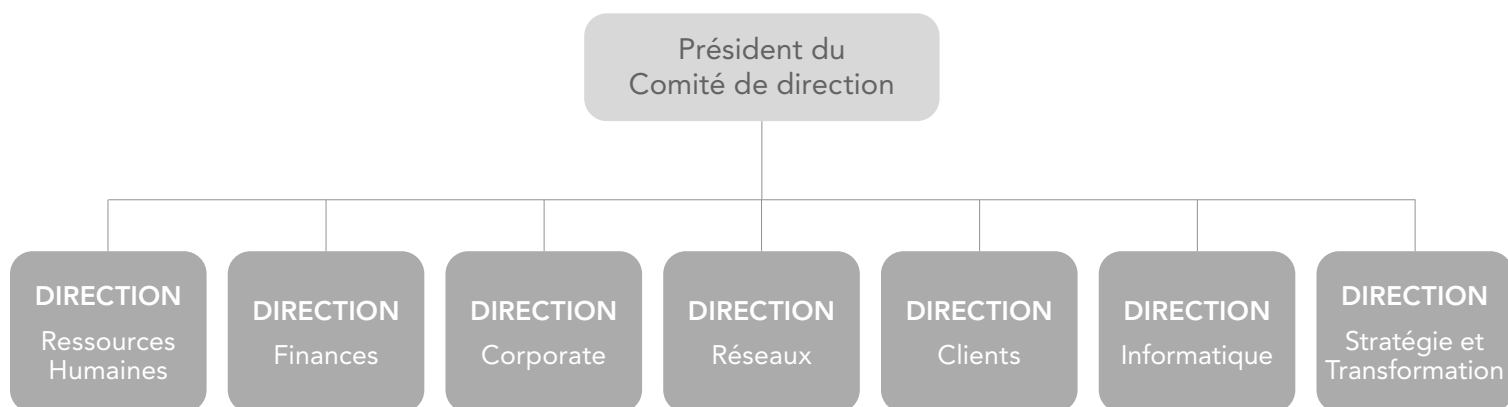 Président du
Comité de direction
DIRECTION
Ressources
Humaines
DIRECTION
Finances
DIRECTION
Corporate
DIRECTION
Réseaux
DIRECTION
Clients
DIRECTION
Informatique
DIRECTION
Stratégie et
Transformation